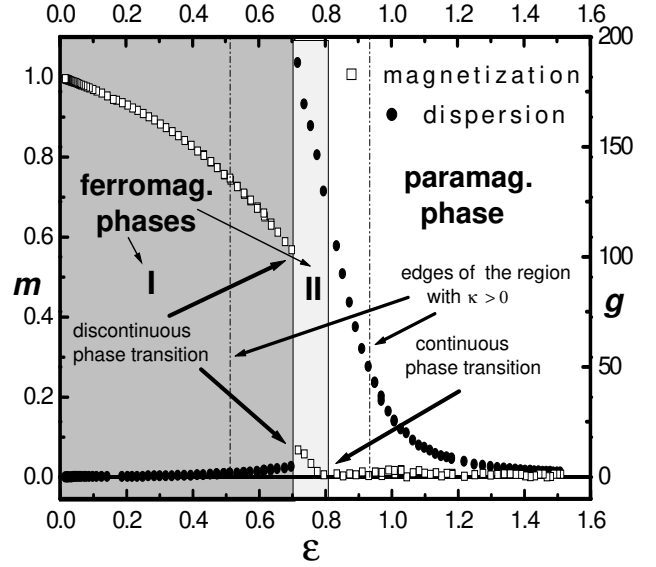 0.0 0.2 0.4 0.6 0.8 1.0 1.2 1.4 1.6
1.0 200
magnetization
dispersion
0.8 150
ferromag.
phases
paramag.
phase
0.6 100
I II
m g
edges of the region
with κ > 0
0.4
discontinuous
phase transition
continuous
phase transition
50
0.2
0.0 0
0.0 0.2 0.4 0.6 0.8 1.0 1.2 1.4 1.6
ε